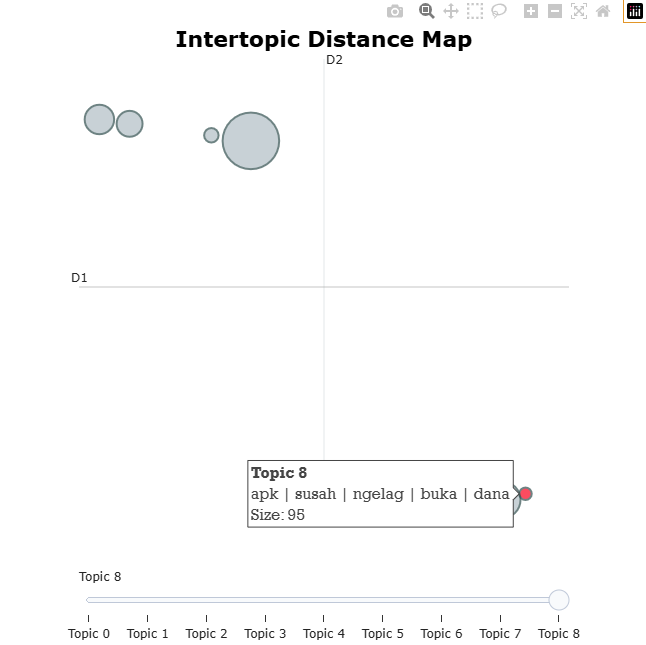 Intertopic Distance Map
D2
D1
Topic 8
apk | susah | ngelag | buka | dana
Size: 95
Topic 8
Topic 0 Topic 1 Topic 2 Topic 3 Topic 4 Topic 5 Topic 6 Topic 7 Topic 8